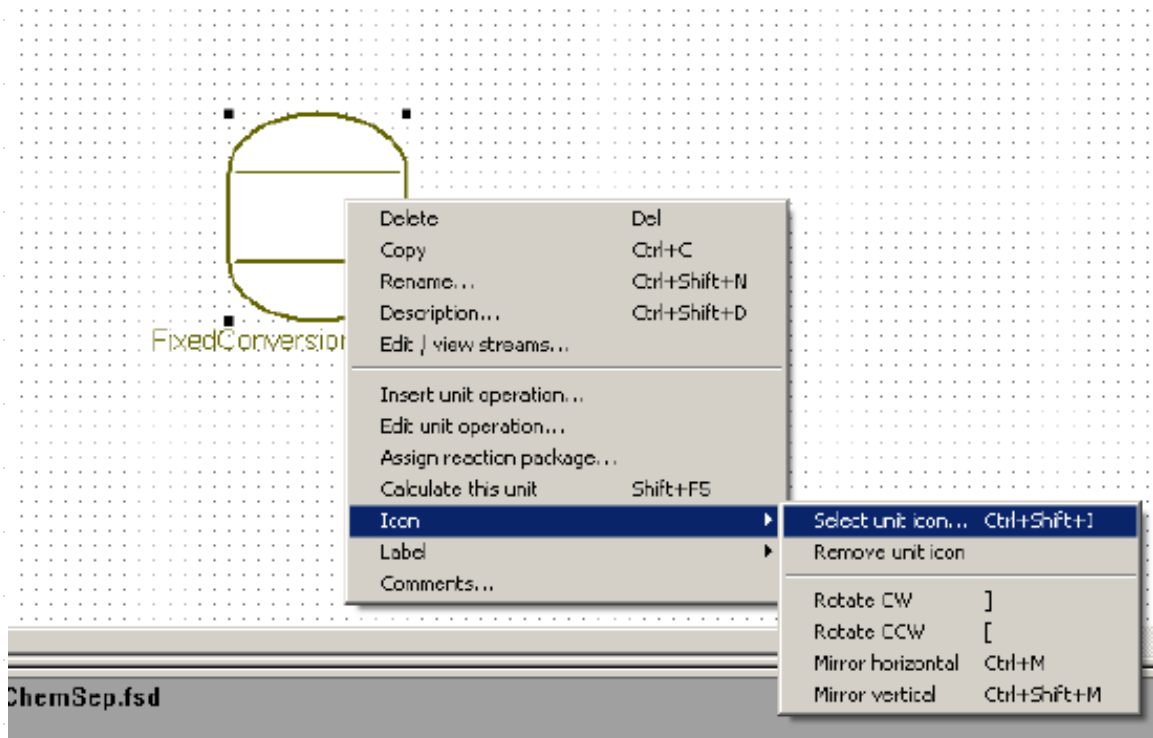 FixedConversion
Delete Del
Copy Ctrl+C
Rename... Ctrl+Shift+N
Description... Ctrl+Shift+D
Edit / view streams...
Insert unit operation...
Edit unit operation...
Assign reaction package...
Calculate this unit Shift+F5
Icon
Label
Comments...
Select unit icon... Ctrl+Shift+I
Remove unit icon
Rotate CW ]
Rotate CCW [
Mirror horizontal Ctrl+M
Mirror vertical Ctrl+Shift+M
ChemSep.fsd